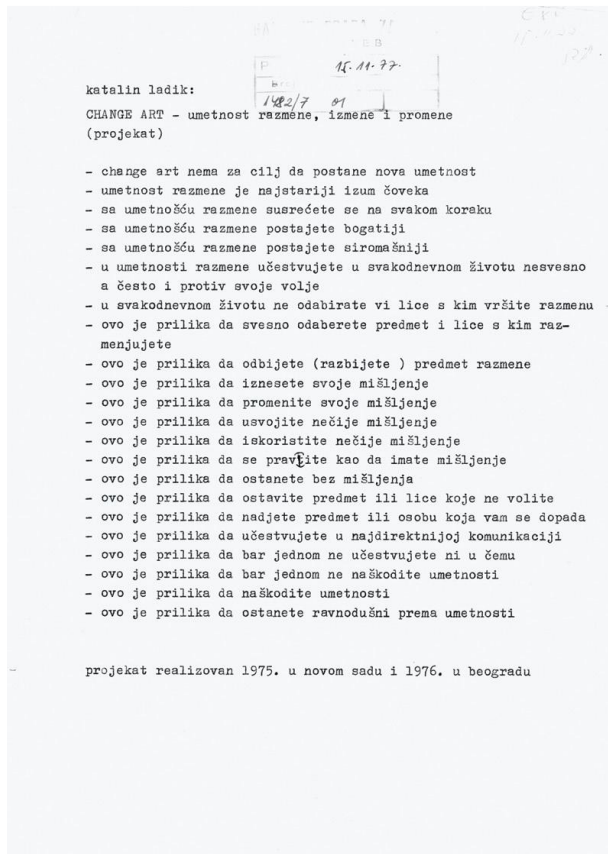 15.11.77.
1482/7 01
katalin ladik:
CHANGE ART - umetnost razmene, izmene i promene
(projekat)
- change art nema za cilj da postane nova umetnost
- umetnost razmene je najstariji izum čoveka
- sa umetnošću razmene susrećete se na svakom koraku
- sa umetnošću razmene postajete bogatiji
- sa umetnošću razmene postajete siromašniji
- u umetnosti razmene učestvujete u svakodnevnom životu nesvesno
a često i protiv svoje volje
- u svakodnevnom životu ne odabirate vi lice s kim vršite razmenu
- ovo je prilika da svesno odaberete predmet i lice s kim raz-
menjujete
- ovo je prilika da odbijete (razbijete ) predmet razmene
- ovo je prilika da iznesete svoje mišljenje
- ovo je prilika da promenite svoje mišljenje
- ovo je prilika da usvojite nečije mišljenje
- ovo je prilika da iskoristite nečije mišljenje
- ovo je prilika da se pravite kao da imate mišljenje
- ovo je prilika da ostanete bez mišljenja
- ovo je prilika da ostavite predmet ili lice koje ne volite
- ovo je prilika da nadjete predmet ili osobu koja vam se dopada
- ovo je prilika da učestvujete u najdirektnijoj komunikaciji
- ovo je prilika da bar jednom ne učestvujete ni u čemu
- ovo je prilika da bar jednom ne naškodite umetnosti
- ovo je prilika da naškodite umetnosti
- ovo je prilika da ostanete ravnodušni prema umetnosti
projekat realizovan 1975. u novom sadu i 1976. u beogradu